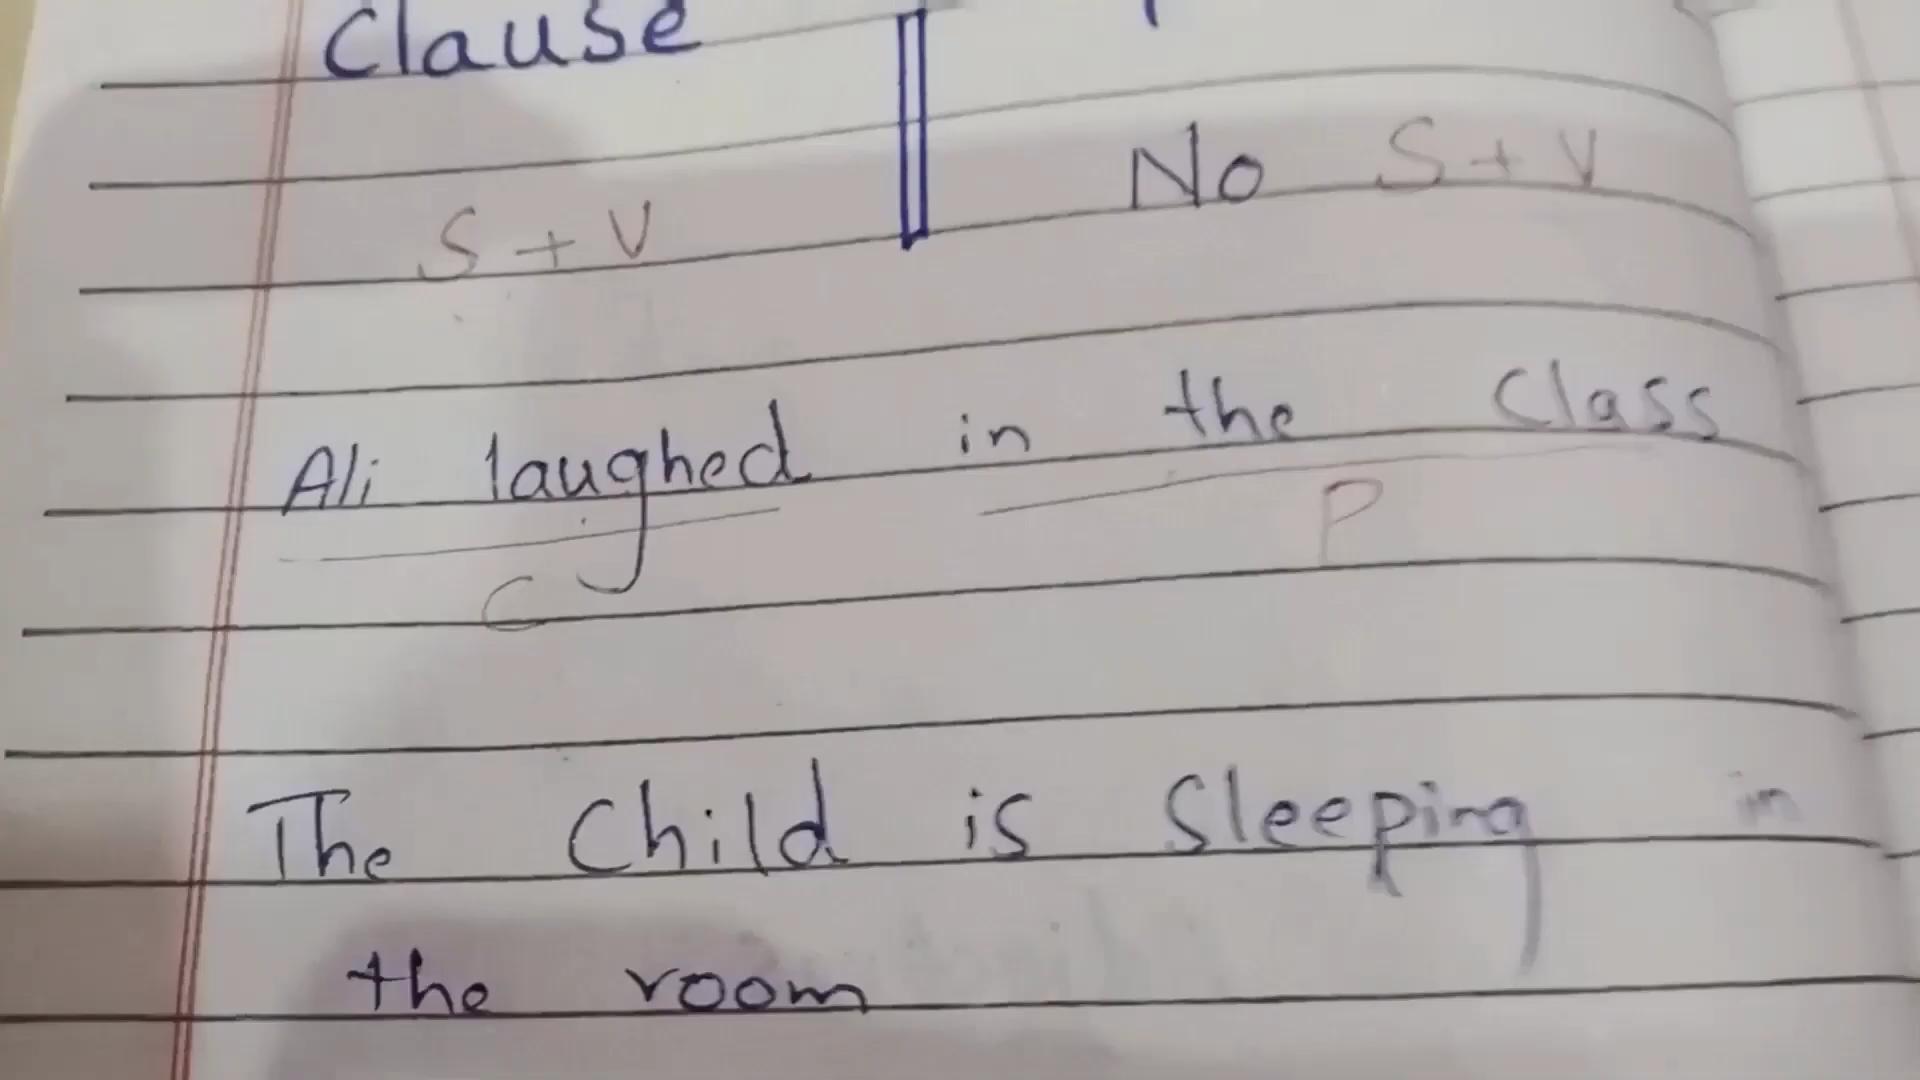 Clause
No S + V
S + V
Ali laughed in the Class
P
C
The Child is Sleeping in
the room